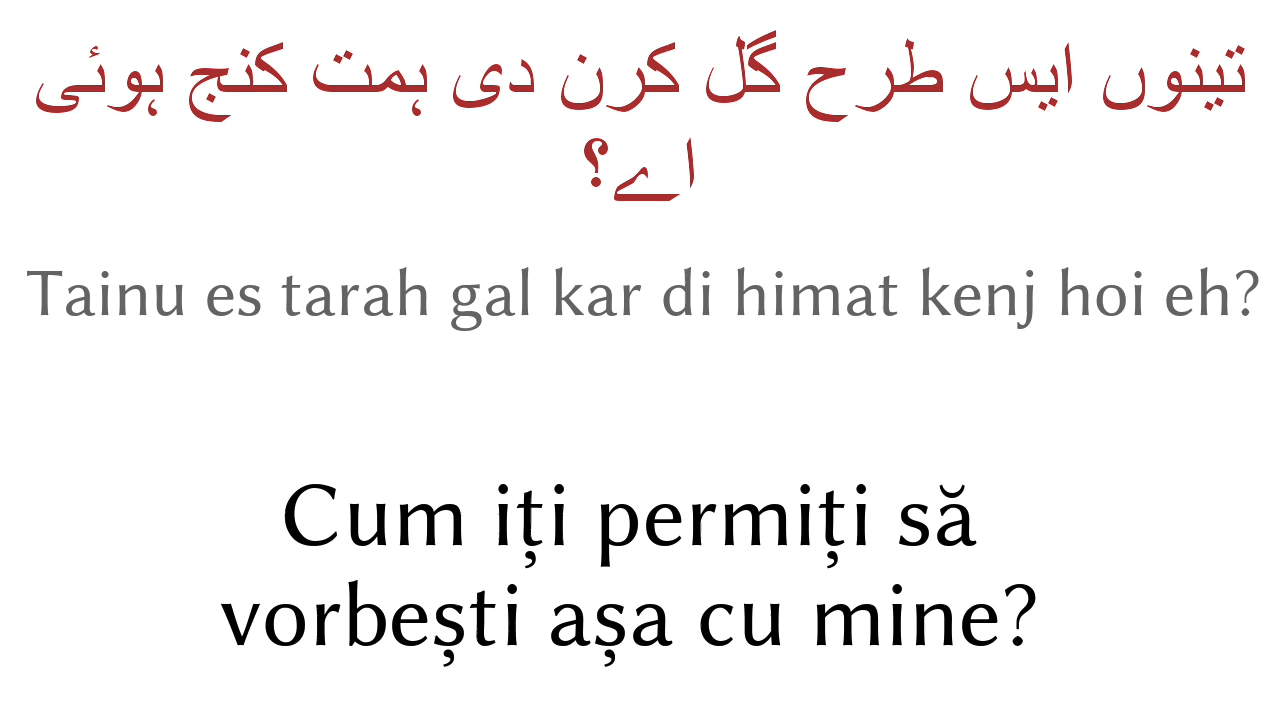 تینوں ایس طرح گل کرن دی ہمت کنج ہوئی
اے؟
Tainu es tarah gal kar di himat kenj hoi eh?
Cum iți permiți să
vorbești așa cu mine?